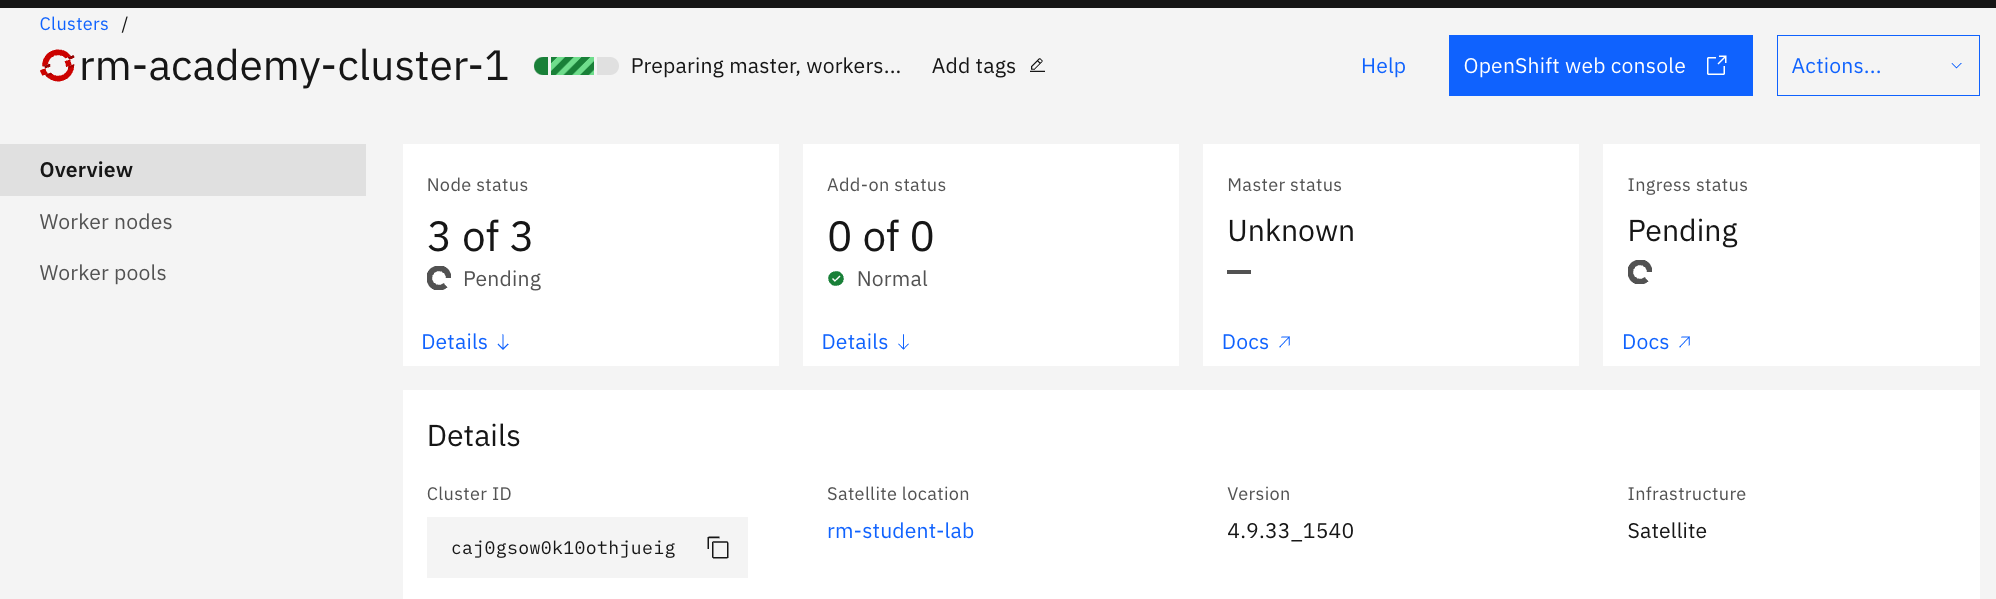 Clusters /
rm-academy-cluster-1 Preparing master, workers... Add tags Help OpenShift web console Actions...
Overview
Worker nodes
Worker pools
Node status
3 of 3
Pending
Details ↓
Add-on status
0 of 0
Normal
Details ↓
Master status
Unknown
—
Docs ↗
Ingress status
Pending
Docs ↗
Details
Cluster ID
caj0gsow0k10othjueig
Satellite location
rm-student-lab
Version
4.9.33_1540
Infrastructure
Satellite